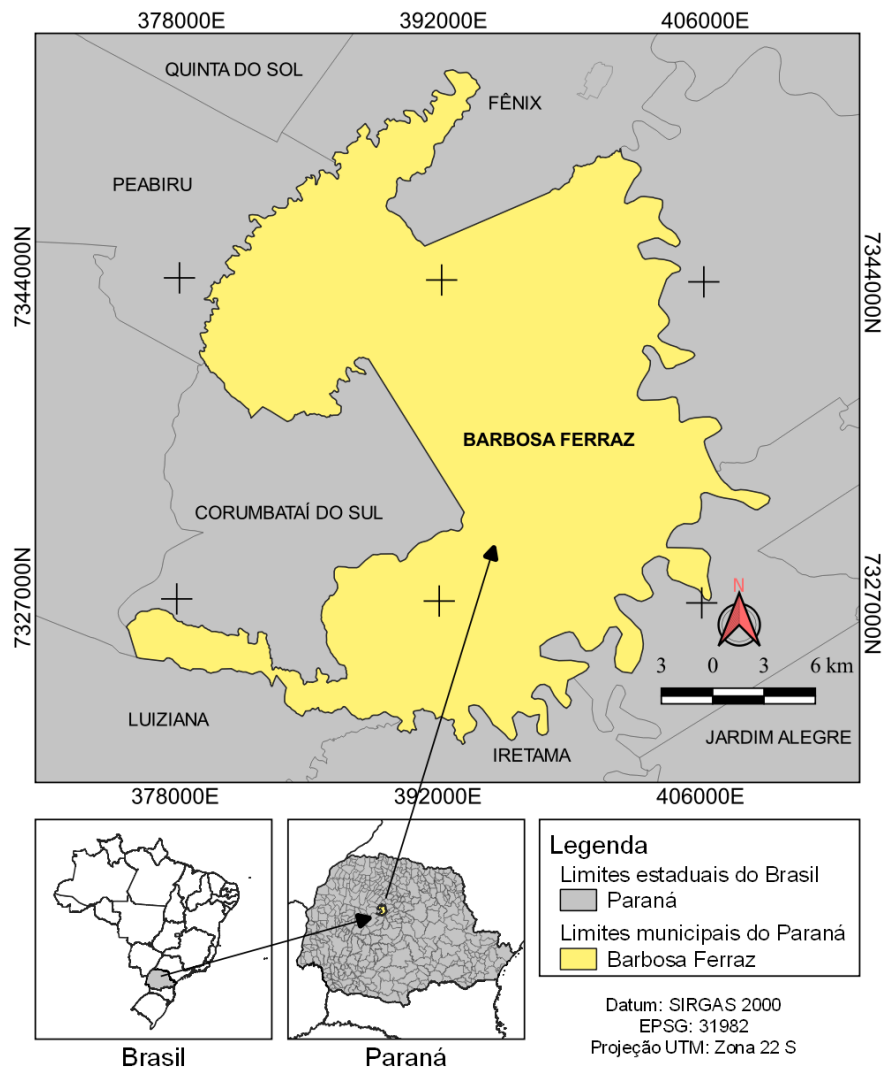 378000E 392000E 406000E
QUINTA DO SOL
FÊNIX
PEABIRU
7344000N
7344000N
BARBOSA FERRAZ
CORUMBATAÍ DO SUL
7327000N
7327000N
N
3 0 3 6 km
LUIZIANA
IRETAMA
JARDIM ALEGRE
378000E 392000E 406000E
Brasil
Paraná
Legenda
Limites estaduais do Brasil
Paraná
Limites municipais do Paraná
Barbosa Ferraz
Datum: SIRGAS 2000
EPSG: 31982
Projeção UTM: Zona 22 S